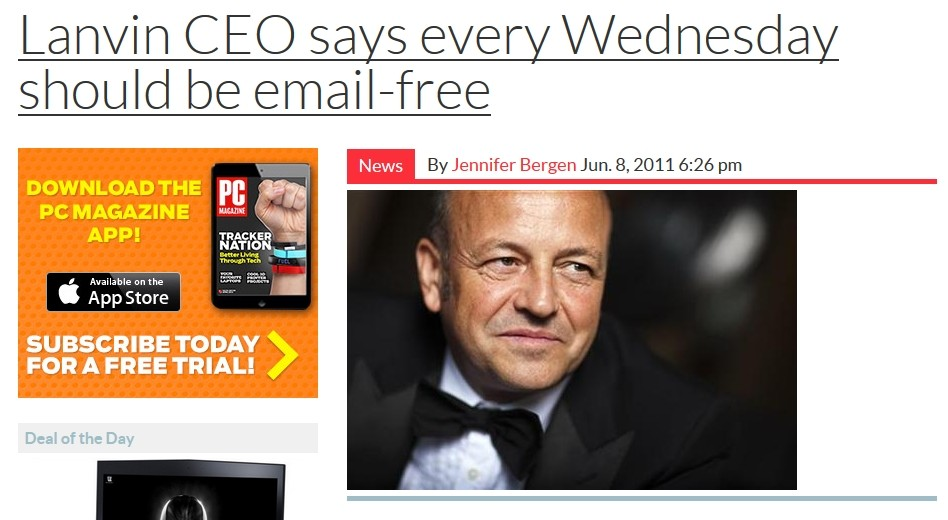 Lanvin CEO says every Wednesday
should be email-free
DOWNLOAD THE
PC MAGAZINE
APP!
PC
MAGAZINE
TRACKER
NATION
Better Living
Through Tech
YOUR
FAVORITE
LAPTOPS
COOL 3D
PRINTER
PROJECTS
Available on the
App Store
SUBSCRIBE TODAY
FOR A FREE TRIAL!
Deal of the Day
News
By Jennifer Bergen Jun. 8, 2011 6:26 pm